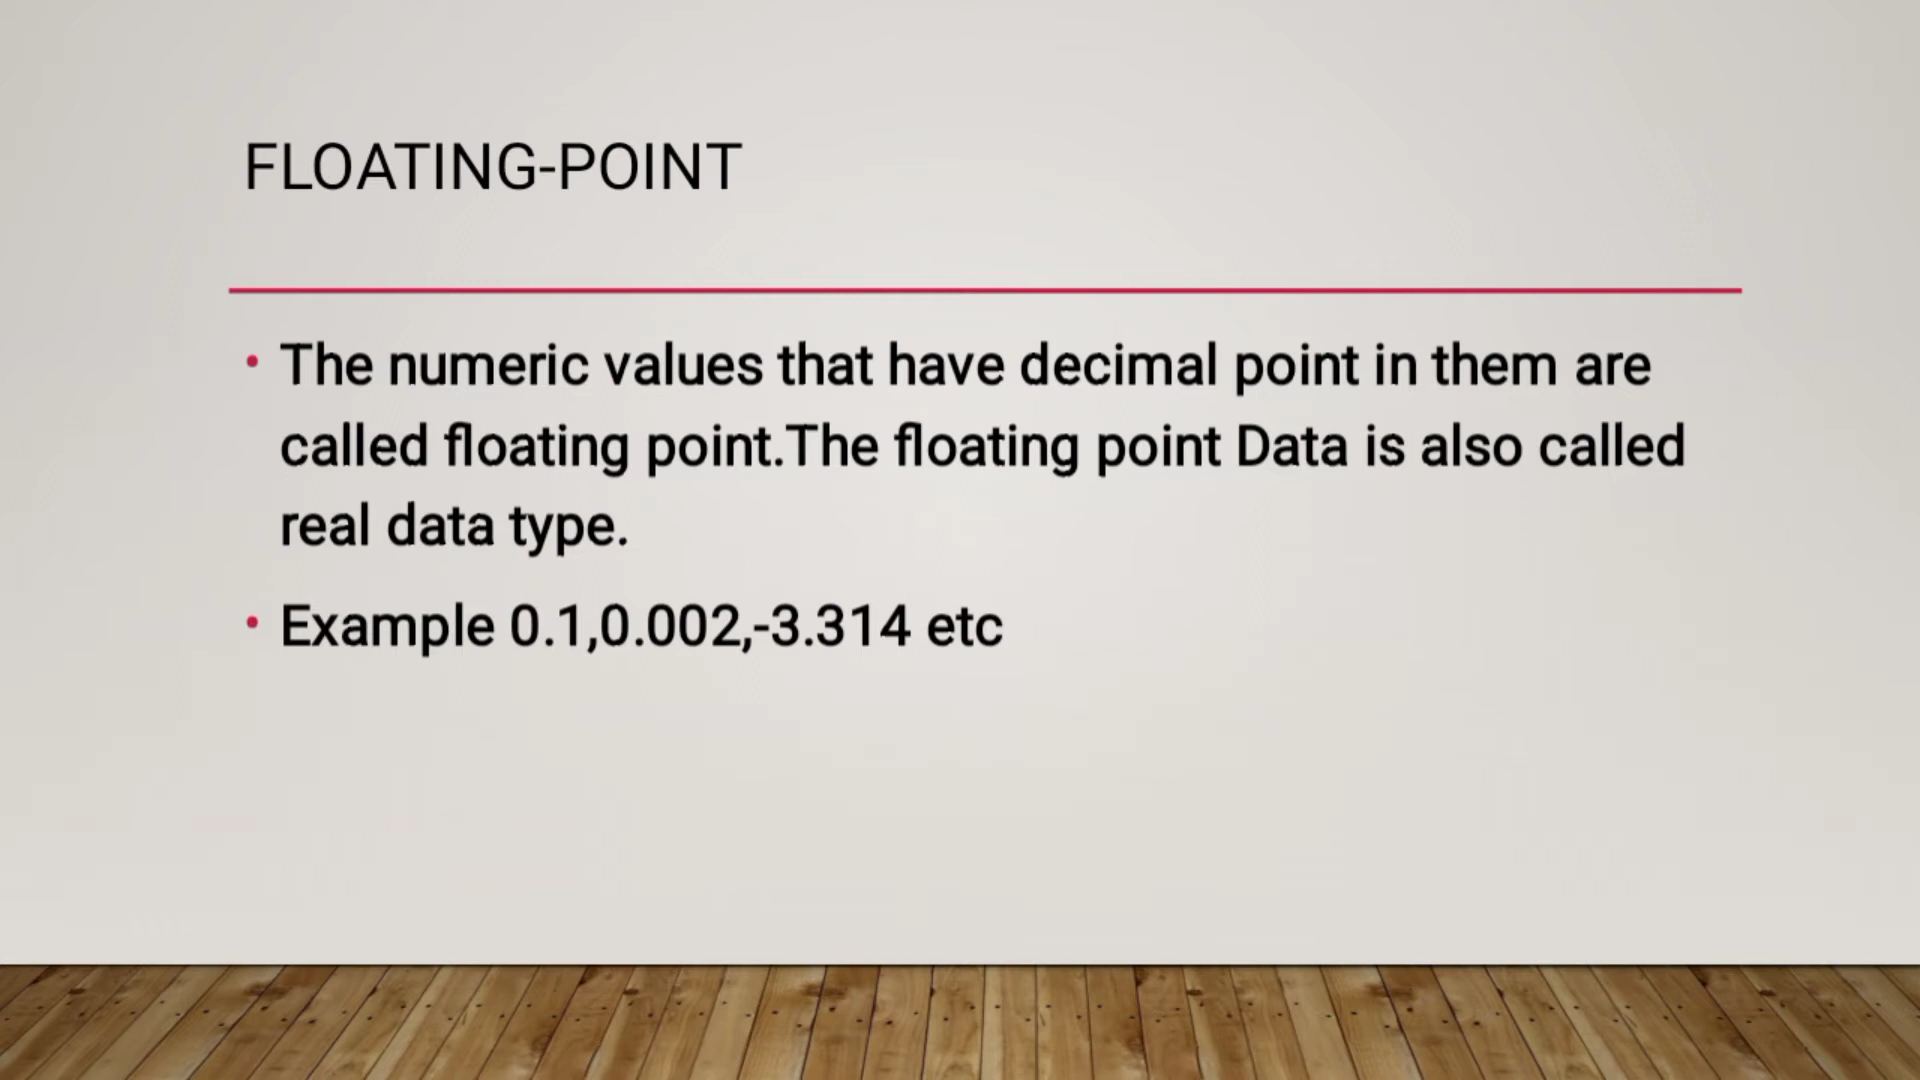 FLOATING-POINT
• The numeric values that have decimal point in them are
called floating point.The floating point Data is also called
real data type.
• Example 0.1,0.002,-3.314 etc